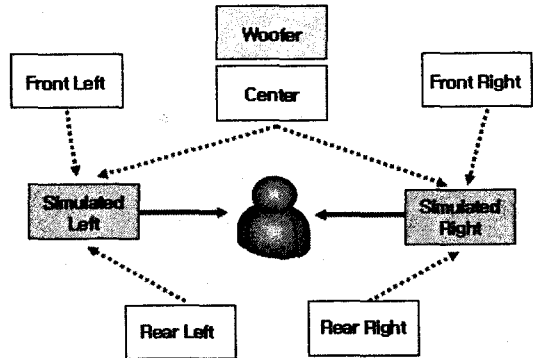 Woofer
Front Left
Center
Front Right
Simulated
Left
Simulated
Right
Rear Left
Rear Right